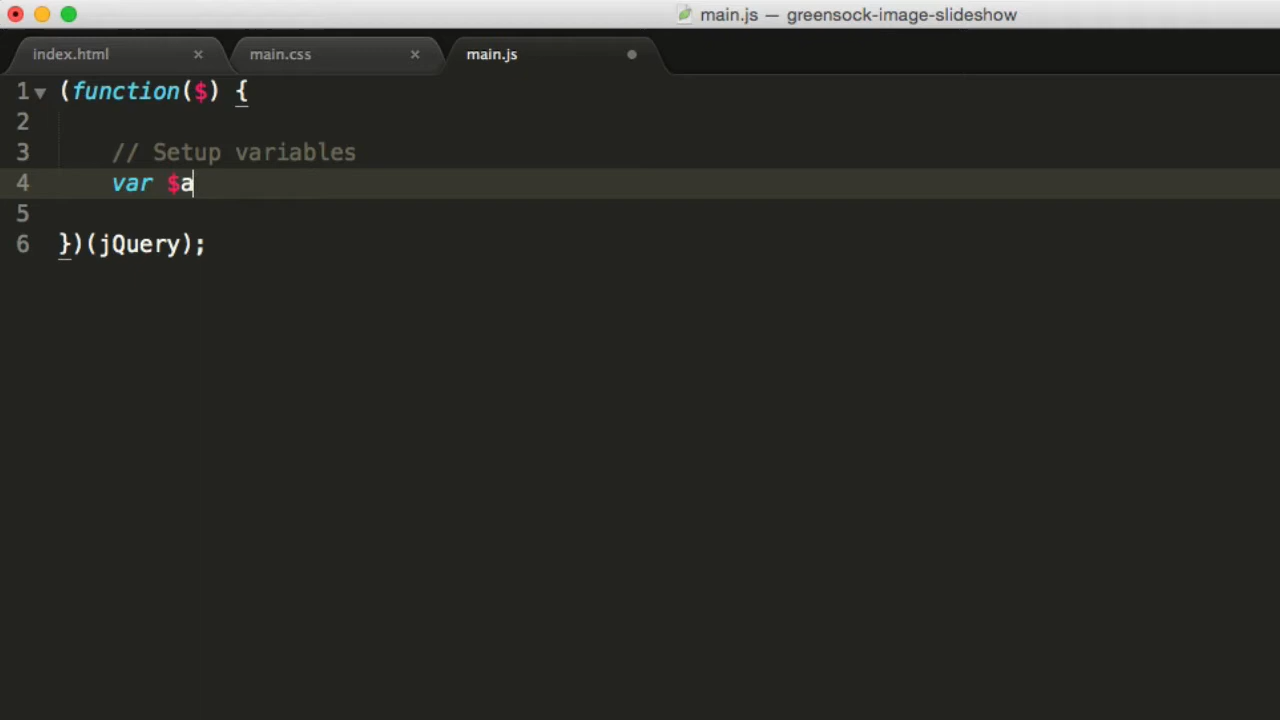 main.js — greensock-image-slideshow
index.html × main.css × main.js
1 (function($) {
2
3 // Setup variables
4 var $a
5
6 })(jQuery);